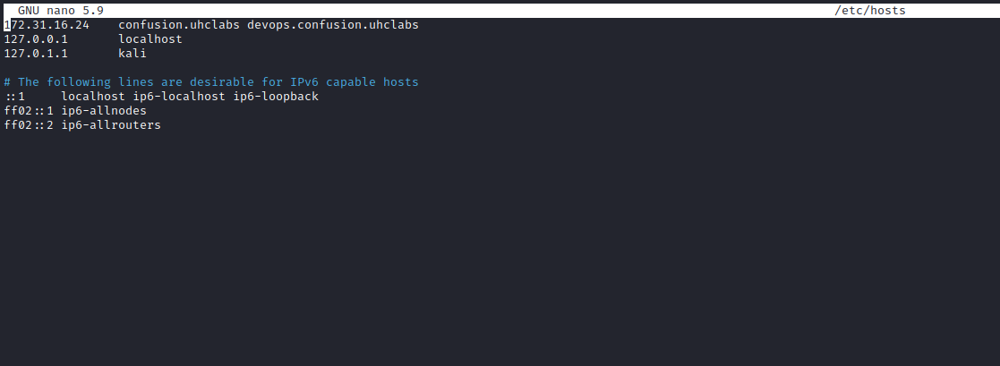 GNU nano 5.9 /etc/hosts
172.31.16.24 confusion.uhclabs devops.confusion.uhclabs
127.0.0.1 localhost
127.0.1.1 kali
# The following lines are desirable for IPv6 capable hosts
::1 localhost ip6-localhost ip6-loopback
ff02::1 ip6-allnodes
ff02::2 ip6-allrouters